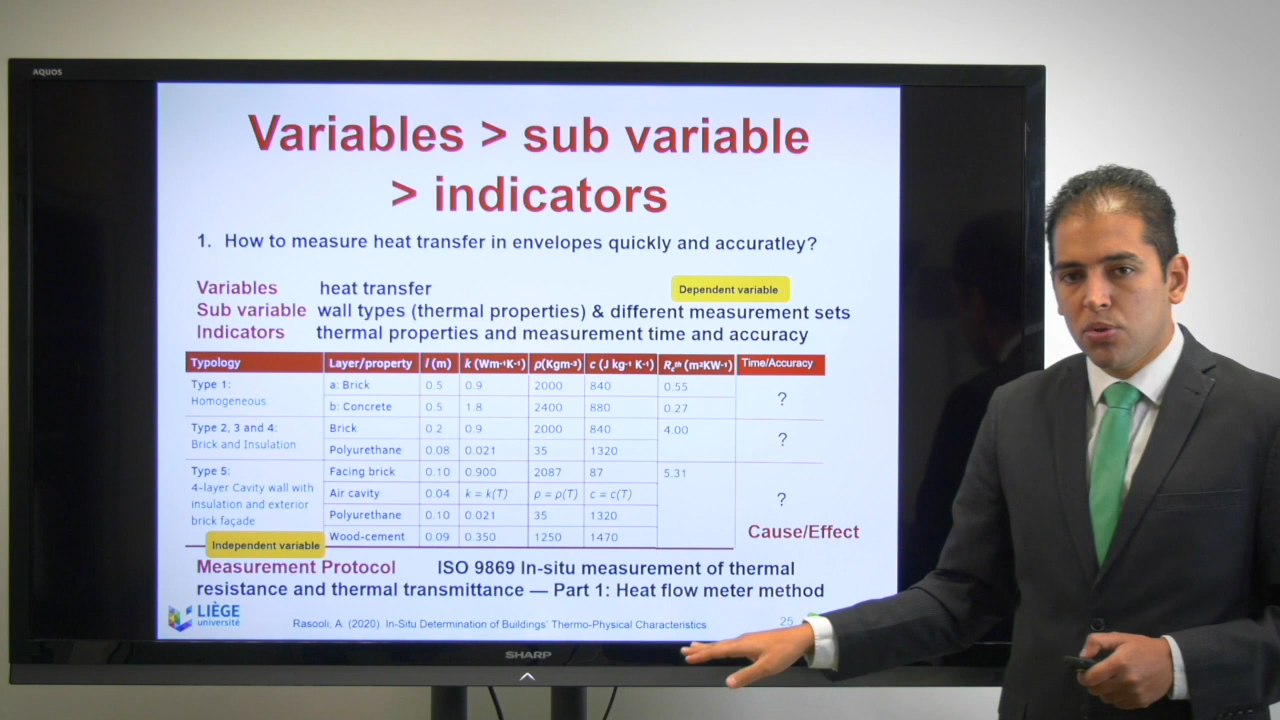 AQUOS
Variables > sub variable
> indicators
1. How to measure heat transfer in envelopes quickly and accuratley?
Dependent variable
Variables heat transfer
Sub variable wall types (thermal properties) & different measurement sets
Indicators thermal properties and measurement time and accuracy
Typology Layer/property l (m) k (Wm-¹K-¹) ρ(Kgm-³) c (J kg-¹ K-¹) Rcth (m²KW-¹) Time/Accuracy
Type 1: a: Brick 0.5 0.9 2000 840 0.55
Homogeneous ?
b: Concrete 0.5 1.8 2400 880 0.27
Type 2, 3 and 4: Brick 0.2 0.9 2000 840 4.00
Brick and Insulation ?
Polyurethane 0.08 0.021 35 1320
Type 5: Facing brick 0.10 0.900 2087 87 5.31
4-layer Cavity wall with Air cavity 0.04 k = k(T) ρ = ρ(T) c = c(T) ?
insulation and exterior Polyurethane 0.10 0.021 35 1320
brick façade
Wood-cement 0.09 0.350 1250 1470
Cause/Effect
Independent variable
Measurement Protocol ISO 9869 In-situ measurement of thermal
resistance and thermal transmittance — Part 1: Heat flow meter method
LIÈGE
université
Rasooli, A. (2020). In-Situ Determination of Buildings' Thermo-Physical Characteristics
25
SHARP